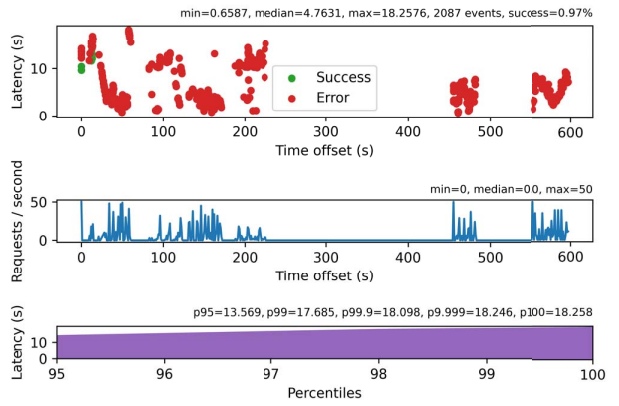 min=0.6587, median=4.7631, max=18.2576, 2087 events, success=0.97%
Latency (s)
10
0
Success
Error
0 100 200 300 400 500 600
Time offset (s)
min=0, median=00, max=50
Requests / second
50
0
0 100 200 300 400 500 600
Time offset (s)
p95=13.569, p99=17.685, p99.9=18.098, p9.999=18.246, p100=18.258
Latency (s)
10
0
95 96 97 98 99 100
Percentiles